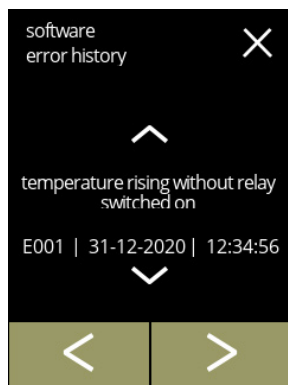 software
error history
temperature rising without relay
switched on
E001 | 31-12-2020 | 12:34:56